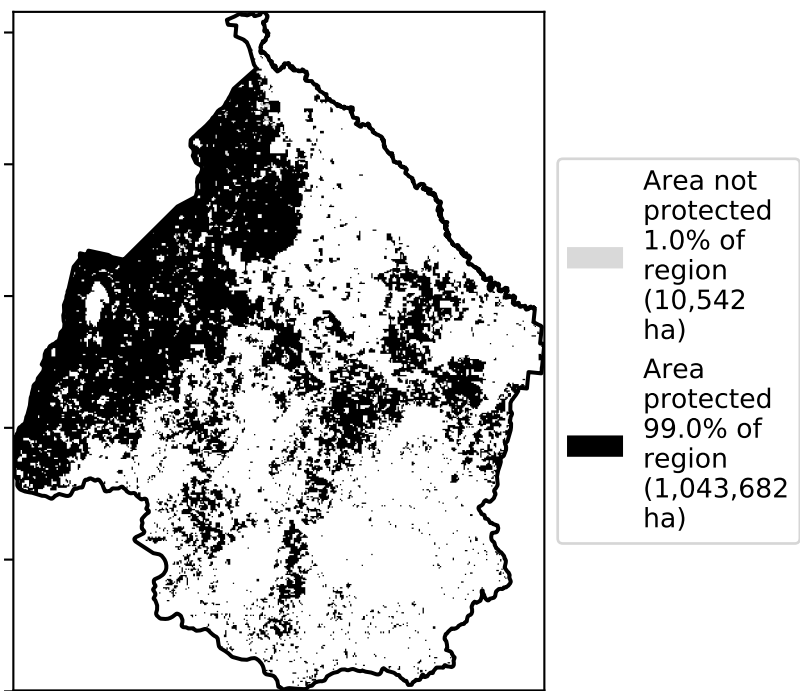 Area not
protected
1.0% of
region
(10,542
ha)
Area
protected
99.0% of
region
(1,043,682
ha)